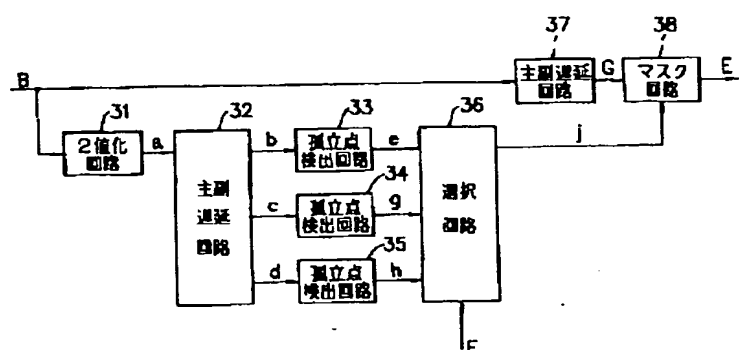 37
38
B
主副遅延
回路
G
マスク
回路
E
31
2値化
回路
a
32
主副
遅延
回路
b
33
孤立点
検出回路
e
36
選択
回路
j
c
34
孤立点
検出回路
g
d
35
孤立点
検出回路
h
F